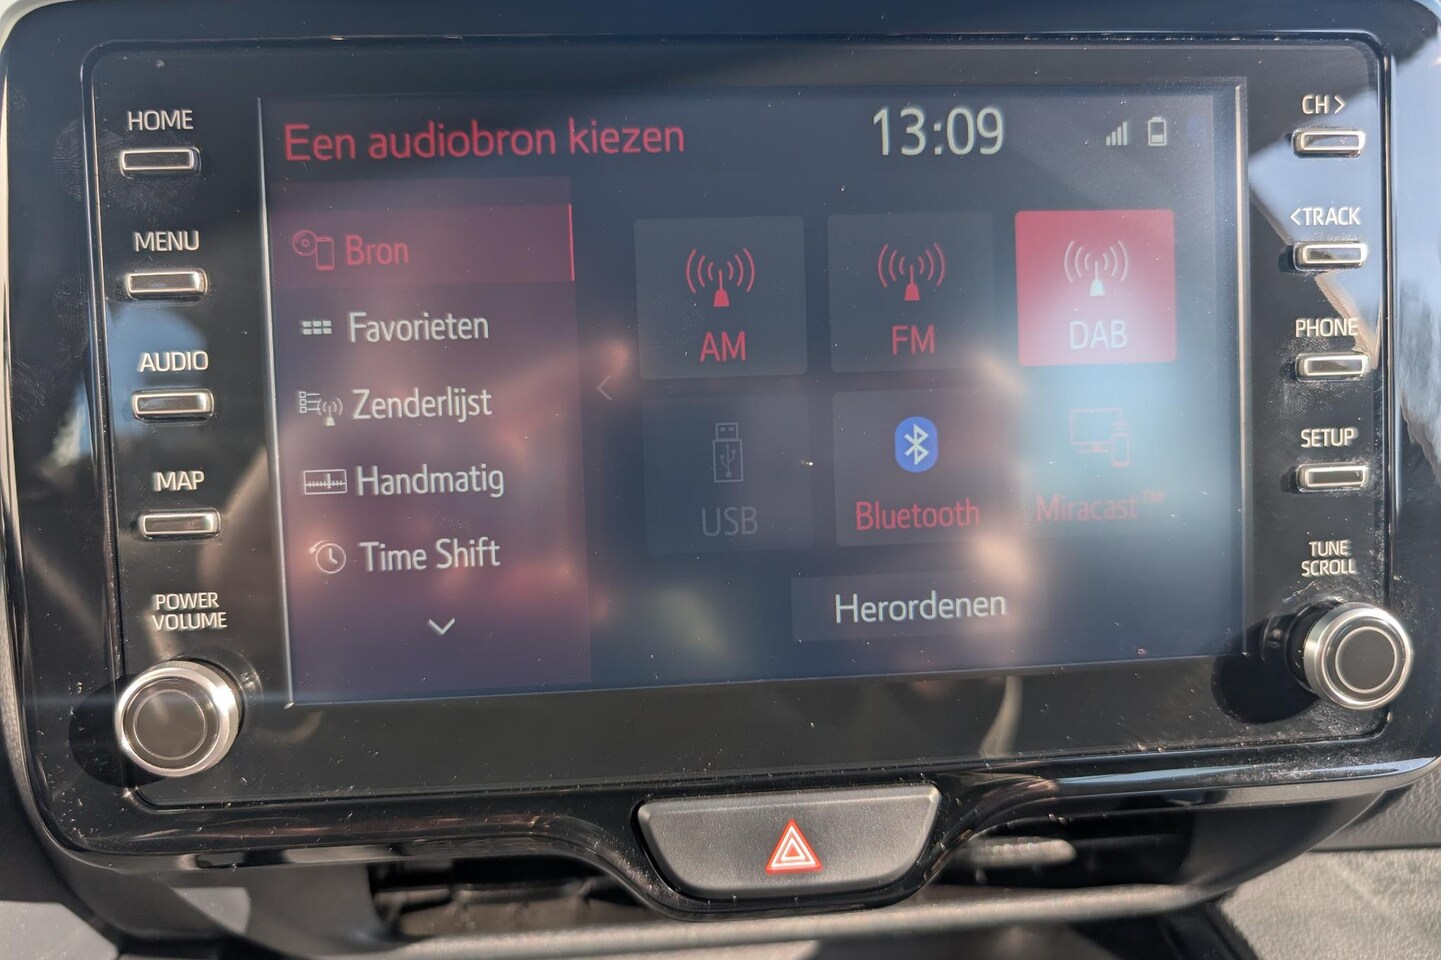 HOME
MENU
AUDIO
MAP
POWER
VOLUME
Een audiobron kiezen
13:09
Bron
Favorieten
Zenderlijst
Handmatig
Time Shift
AM
FM
DAB
USB
Bluetooth
Miracast™
Herordenen
CH >
< TRACK
PHONE
SETUP
TUNE
SCROLL